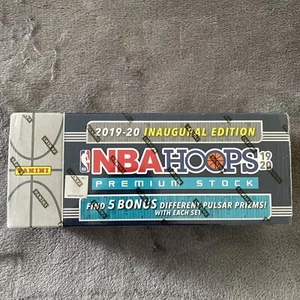 2019-20 INAUGURAL EDITION
NBA HOOPS 19 20
PREMIUM STOCK
PANINI
FIND 5 BONUS DIFFERENT PULSAR PRIZMS!
WITH EACH SET